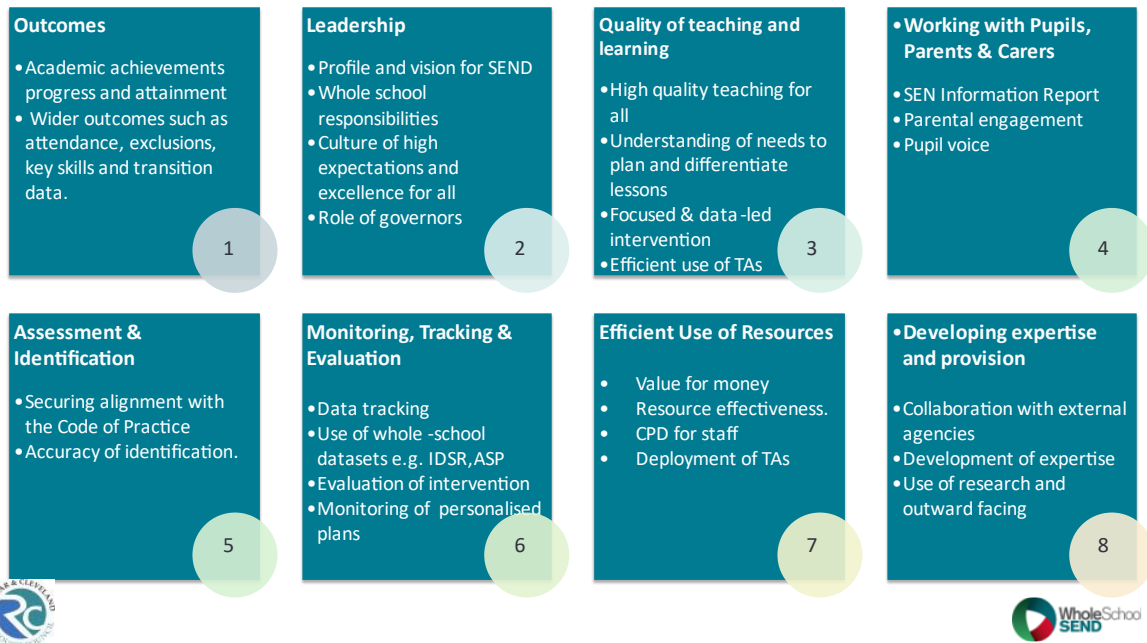 Outcomes
•Academic achievements
progress and attainment
• Wider outcomes such as
attendance, exclusions,
key skills and transition
data.
1
Leadership
•Profile and vision for SEND
•Whole school
responsibilities
•Culture of high
expectations and
excellence for all
•Role of governors
2
Quality of teaching and
learning
•High quality teaching for
all
•Understanding of needs to
plan and differentiate
lessons
•Focused & data -led
intervention
•Efficient use of TAs
3
•Working with Pupils,
Parents & Carers
•SEN Information Report
•Parental engagement
•Pupil voice
4
Assessment &
Identification
•Securing alignment with
the Code of Practice
•Accuracy of identification.
5
Monitoring, Tracking &
Evaluation
•Data tracking
•Use of whole -school
datasets e.g. IDSR,ASP
•Evaluation of intervention
•Monitoring of personalised
plans
6
Efficient Use of Resources
• Value for money
• Resource effectiveness.
• CPD for staff
• Deployment of TAs
7
•Developing expertise
and provision
•Collaboration with external
agencies
•Development of expertise
•Use of research and
outward facing
8
& CLEVELAND
RC
WholeSchool
SEND